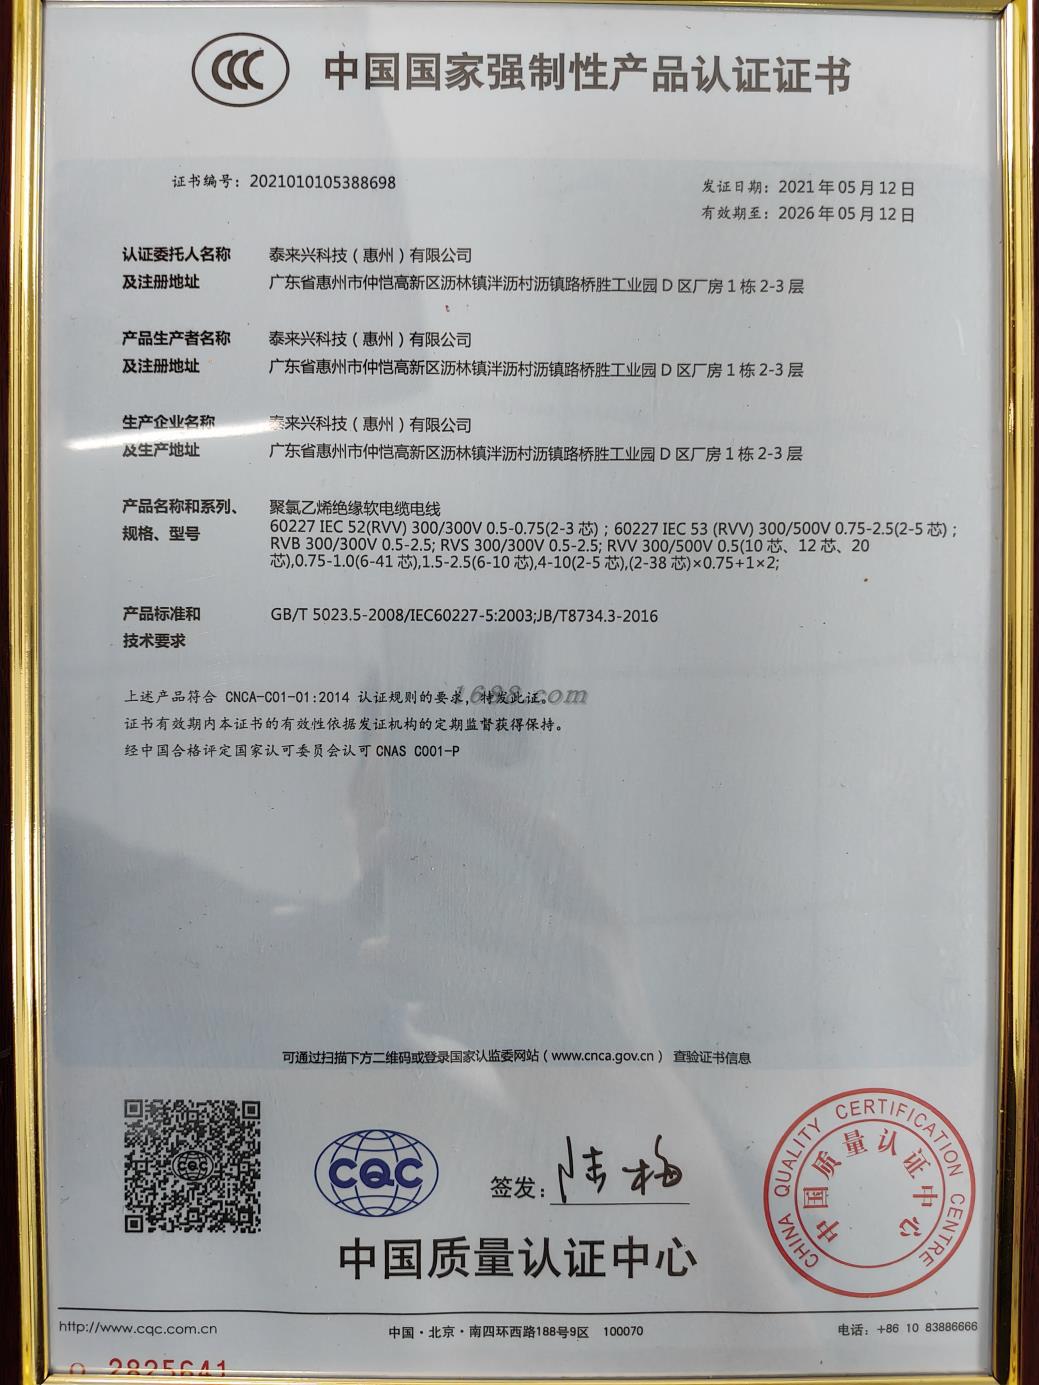 CCC
中国国家强制性产品认证证书
证书编号：2021010105388698
发证日期：2021年05月12日
有效期至：2026年05月12日
认证委托人名称
及注册地址
泰来兴科技（惠州）有限公司
广东省惠州市仲恺高新区沥林镇泮沥村沥镇路桥胜工业园 D 区厂房 1 栋 2-3 层
产品生产者名称
及注册地址
泰来兴科技（惠州）有限公司
广东省惠州市仲恺高新区沥林镇泮沥村沥镇路桥胜工业园 D 区厂房 1 栋 2-3 层
生产企业名称
及生产地址
泰来兴科技（惠州）有限公司
广东省惠州市仲恺高新区沥林镇泮沥村沥镇路桥胜工业园 D 区厂房 1 栋 2-3 层
产品名称和系列、
规格、型号
聚氯乙烯绝缘软电缆电线
60227 IEC 52(RVV) 300/300V 0.5-0.75(2-3 芯)；60227 IEC 53 (RVV) 300/500V 0.75-2.5(2-5 芯)；
RVB 300/300V 0.5-2.5; RVS 300/300V 0.5-2.5; RVV 300/500V 0.5(10 芯、12 芯、20
芯),0.75-1.0(6-41 芯),1.5-2.5(6-10 芯),4-10(2-5 芯),(2-38 芯)×0.75+1×2;
产品标准和
技术要求
GB/T 5023.5-2008/IEC60227-5:2003;JB/T8734.3-2016
上述产品符合 CNCA-C01-01:2014 认证规则的要求，特发此证。
1688.com
证书有效期内本证书的有效性依据发证机构的定期监督获得保持。
经中国合格评定国家认可委员会认可 CNAS C001-P
可通过扫描下方二维码或登录国家认监委网站（www.cnca.gov.cn） 查验证书信息
CQC
签发：陆梅
中国质量认证中心
CHINA QUALITY CERTIFICATION CENTRE
中国质量认证中心
http://www.cqc.com.cn
中国·北京·南四环西路188号9区 100070
电话：+86 10 83886666
2825641